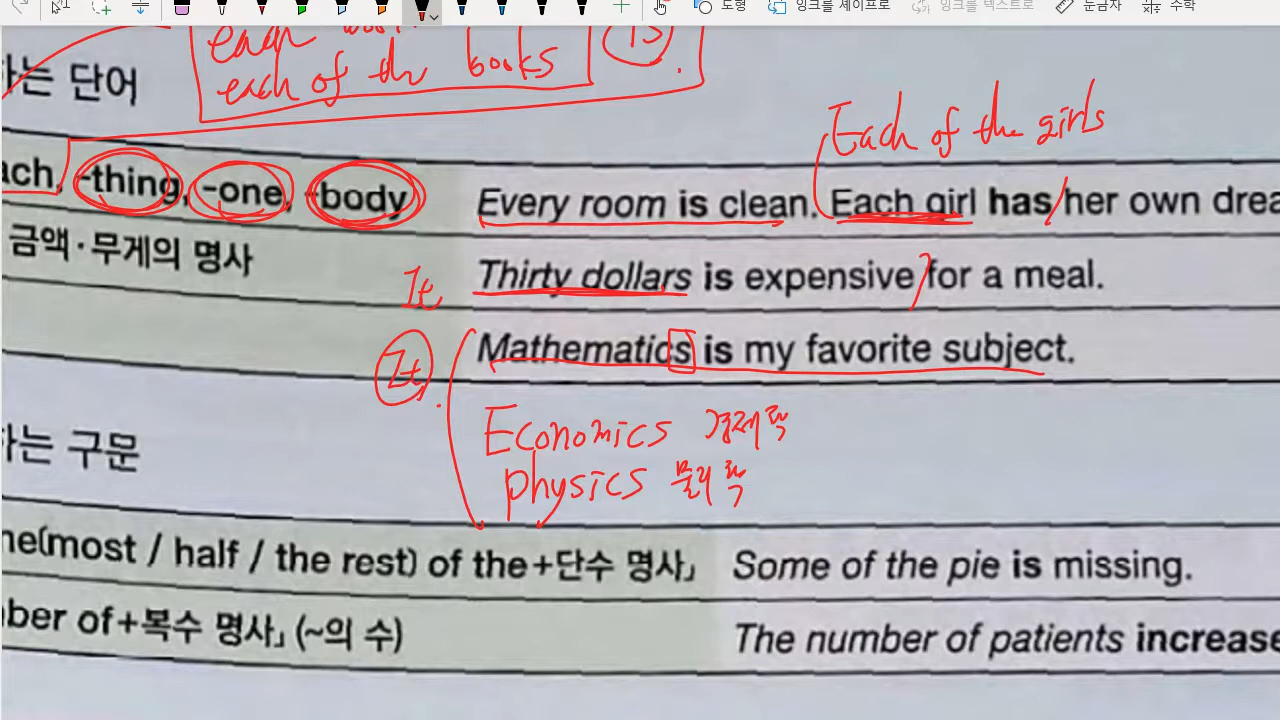 도형 잉크를 셰이프로 잉크를 텍스트로 눈금자 수학
each
each of the books is.
하는 단어
Each of the girls
ach, -thing, -one, -body Every room is clean. Each girl has her own drea
금액·무게의 명사 It Thirty dollars is expensive for a meal.
It. Mathematics is my favorite subject.
Economics 경제학
physics 물리학
하는 구문
ne(most / half / the rest) of the+단수 명사」 Some of the pie is missing.
ber of+복수 명사」 (~의 수) The number of patients increase